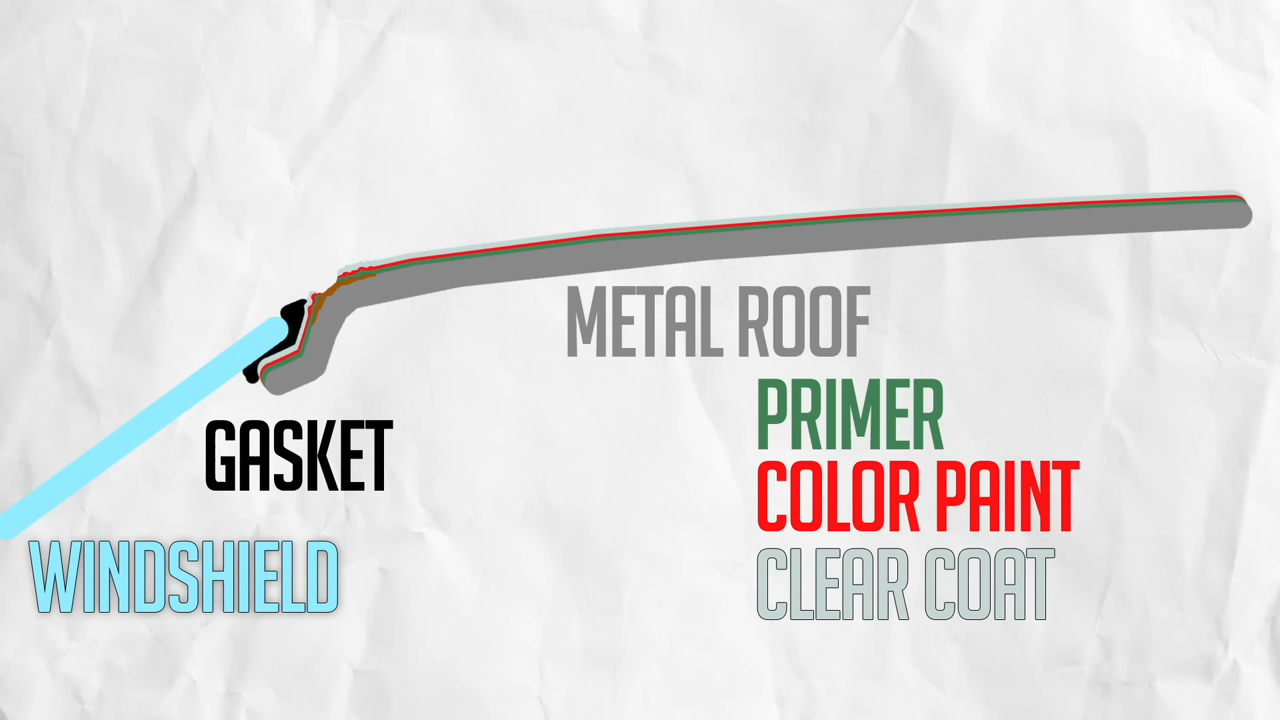 METAL ROOF
PRIMER
COLOR PAINT
CLEAR COAT
GASKET
WINDSHIELD